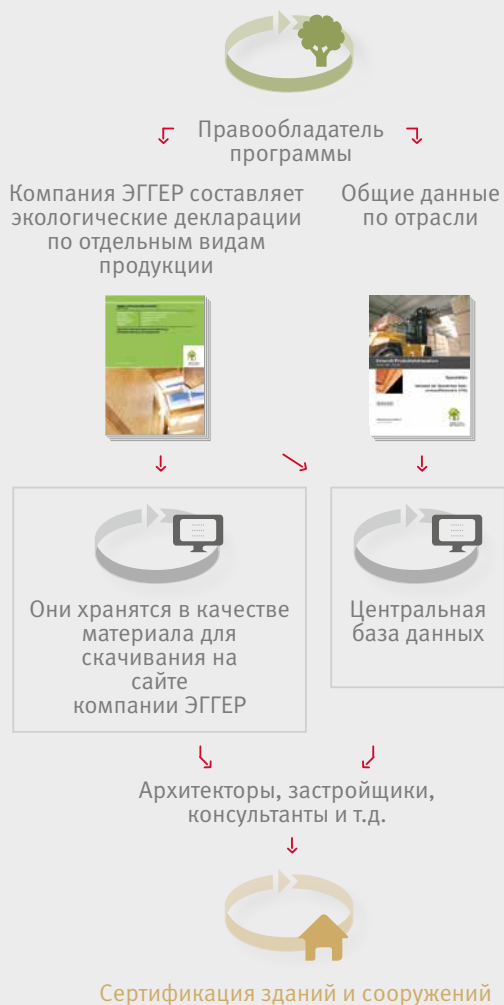 Правообладатель
программы
Компания ЭГГЕР составляет
экологические декларации
по отдельным видам
продукции
Общие данные
по отрасли
Они хранятся в качестве
материала для
скачивания на
сайте
компании ЭГГЕР
Центральная
база данных
Архитекторы, застройщики,
консультанты и т.д.
Сертификация зданий и сооружений